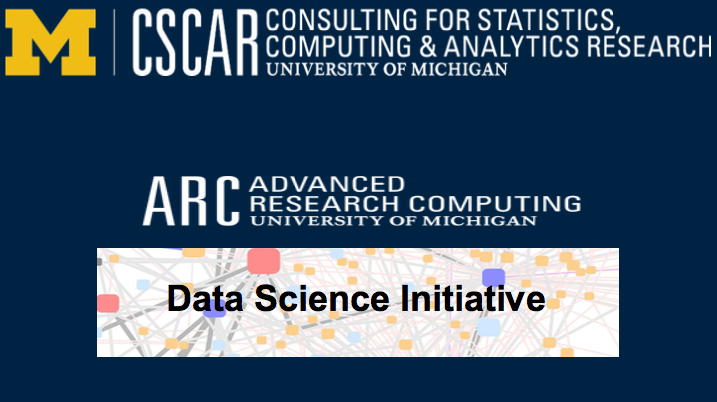 M
CSCAR
CONSULTING FOR STATISTICS,
COMPUTING & ANALYTICS RESEARCH
UNIVERSITY OF MICHIGAN
ARC
ADVANCED
RESEARCH COMPUTING
UNIVERSITY OF MICHIGAN
Data Science Initiative